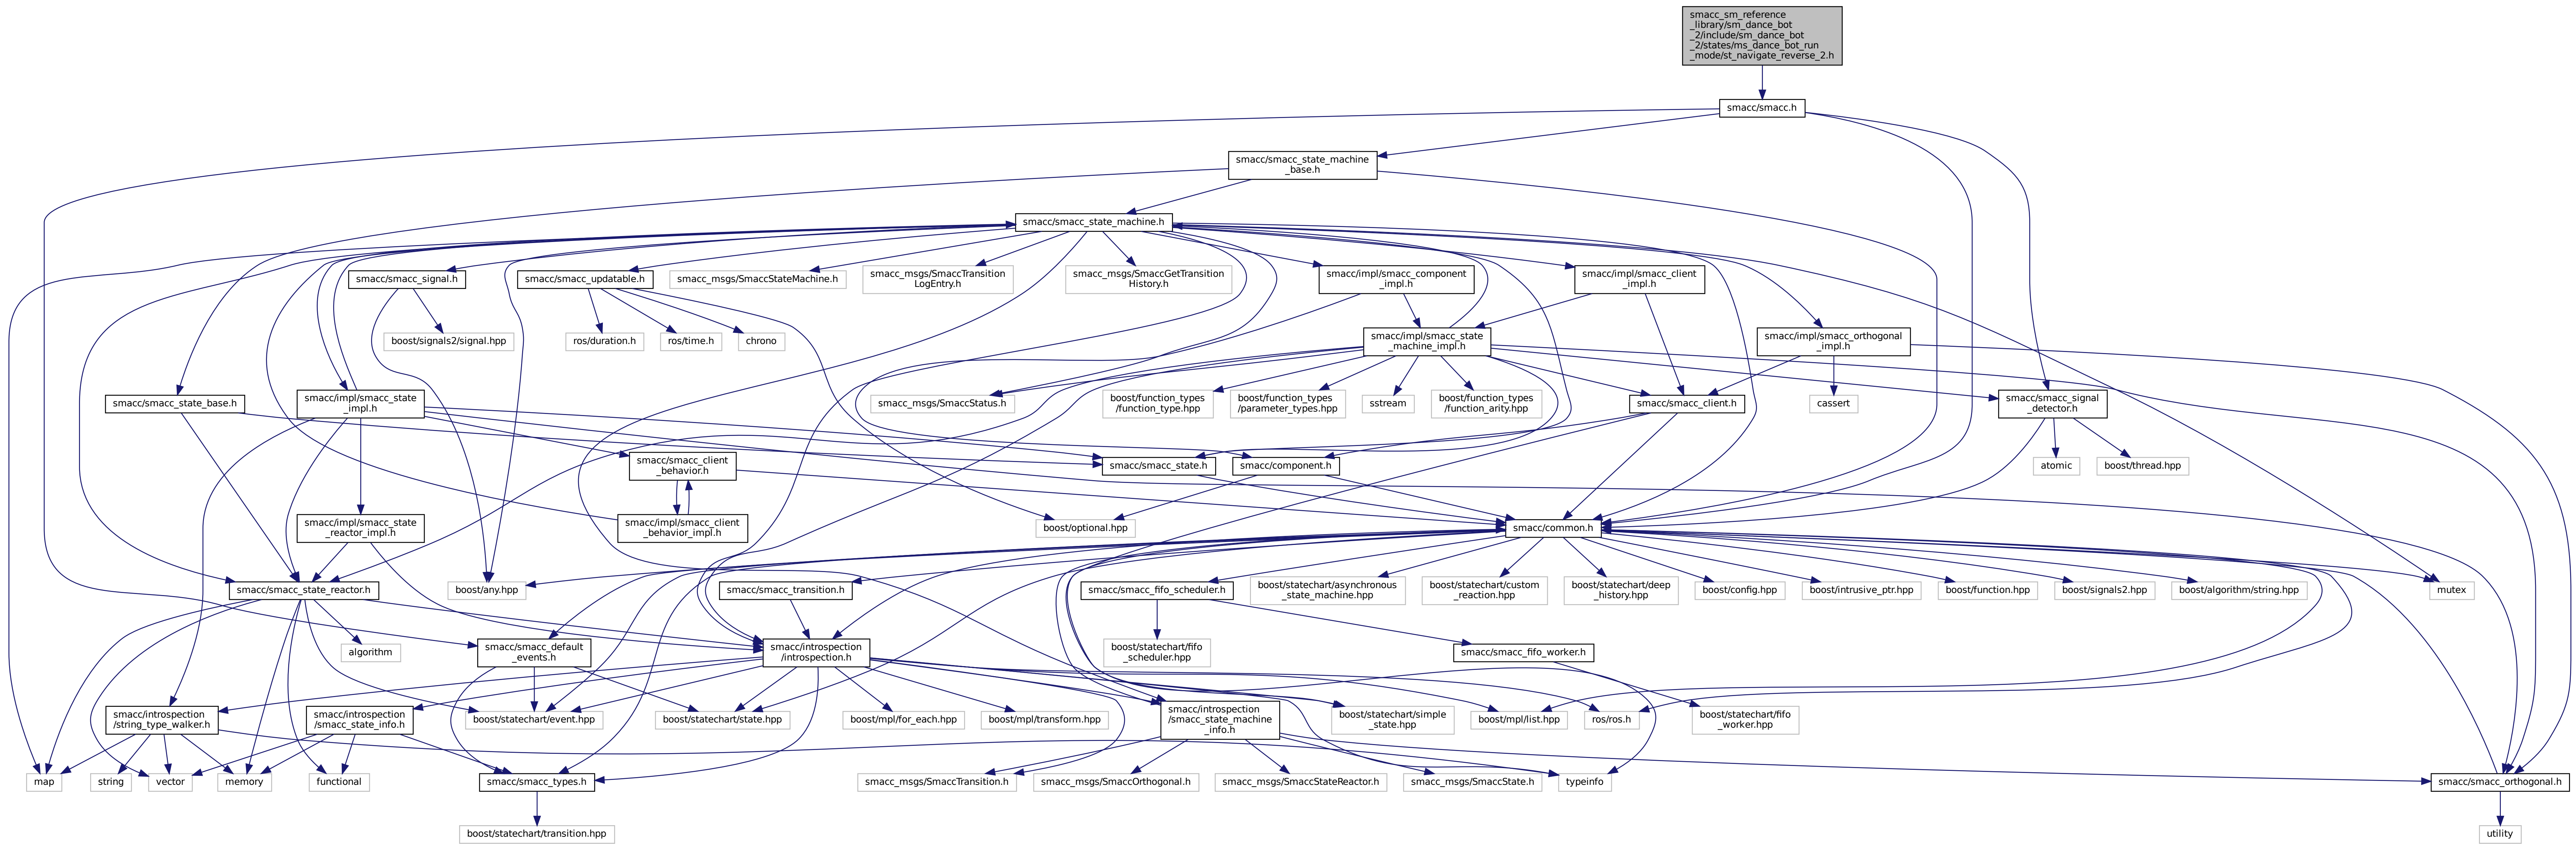 smacc_sm_reference
_library/sm_dance_bot
_2/include/sm_dance_bot
_2/states/ms_dance_bot_run
_mode/st_navigate_reverse_2.h
smacc/smacc.h
smacc/smacc_state_machine
_base.h
smacc/smacc_state_machine.h
smacc/smacc_signal.h
smacc/smacc_updatable.h
smacc_msgs/SmaccStateMachine.h
smacc_msgs/SmaccTransition
LogEntry.h
smacc_msgs/SmaccGetTransition
History.h
smacc/impl/smacc_component
_impl.h
smacc/impl/smacc_client
_impl.h
boost/signals2/signal.hpp
ros/duration.h
ros/time.h
chrono
smacc/impl/smacc_state
_machine_impl.h
smacc/impl/smacc_orthogonal
_impl.h
smacc/smacc_state_base.h
smacc/impl/smacc_state
_impl.h
smacc_msgs/SmaccStatus.h
boost/function_types
/function_type.hpp
boost/function_types
/parameter_types.hpp
sstream
boost/function_types
/function_arity.hpp
smacc/smacc_client.h
cassert
smacc/smacc_signal
_detector.h
smacc/smacc_client
_behavior.h
smacc/smacc_state.h
smacc/component.h
atomic
boost/thread.hpp
smacc/impl/smacc_state
_reactor_impl.h
smacc/impl/smacc_client
_behavior_impl.h
boost/optional.hpp
smacc/common.h
smacc/smacc_state_reactor.h
boost/any.hpp
smacc/smacc_transition.h
smacc/smacc_fifo_scheduler.h
boost/statechart/asynchronous
_state_machine.hpp
boost/statechart/custom
_reaction.hpp
boost/statechart/deep
_history.hpp
boost/config.hpp
boost/intrusive_ptr.hpp
boost/function.hpp
boost/signals2.hpp
boost/algorithm/string.hpp
mutex
algorithm
smacc/smacc_default
_events.h
smacc/introspection
/introspection.h
boost/statechart/fifo
_scheduler.hpp
smacc/smacc_fifo_worker.h
smacc/introspection
/string_type_walker.h
smacc/introspection
/smacc_state_info.h
boost/statechart/event.hpp
boost/statechart/state.hpp
boost/mpl/for_each.hpp
boost/mpl/transform.hpp
smacc/introspection
/smacc_state_machine
_info.h
boost/statechart/simple
_state.hpp
boost/mpl/list.hpp
ros/ros.h
boost/statechart/fifo
_worker.hpp
map
string
vector
memory
functional
smacc/smacc_types.h
smacc_msgs/SmaccTransition.h
smacc_msgs/SmaccOrthogonal.h
smacc_msgs/SmaccStateReactor.h
smacc_msgs/SmaccState.h
typeinfo
smacc/smacc_orthogonal.h
boost/statechart/transition.hpp
utility